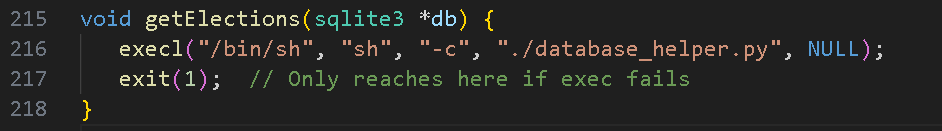 215 void getElections(sqlite3 *db) {
216 execl("/bin/sh", "sh", "-c", "./database_helper.py", NULL);
217 exit(1); // Only reaches here if exec fails
218 }